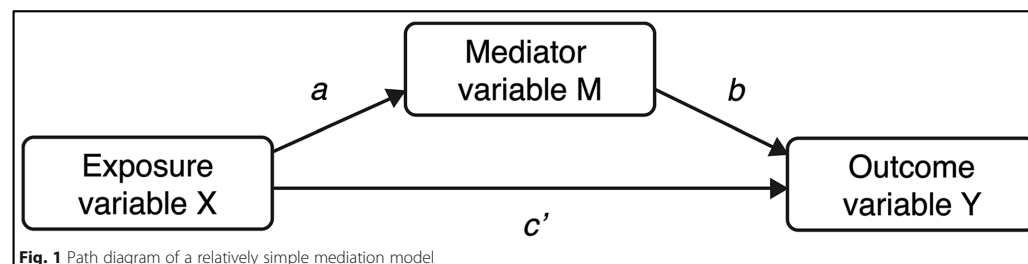 Mediator
variable M
a
b
Exposure
variable X
Outcome
variable Y
c’
Fig. 1 Path diagram of a relatively simple mediation model